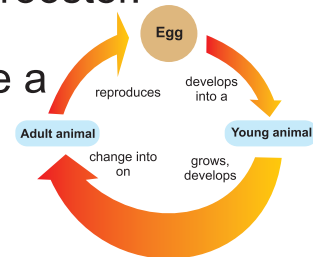 e a
Egg
reproduces
develops
into a
Adult animal
Young animal
change into
on
grows,
develops